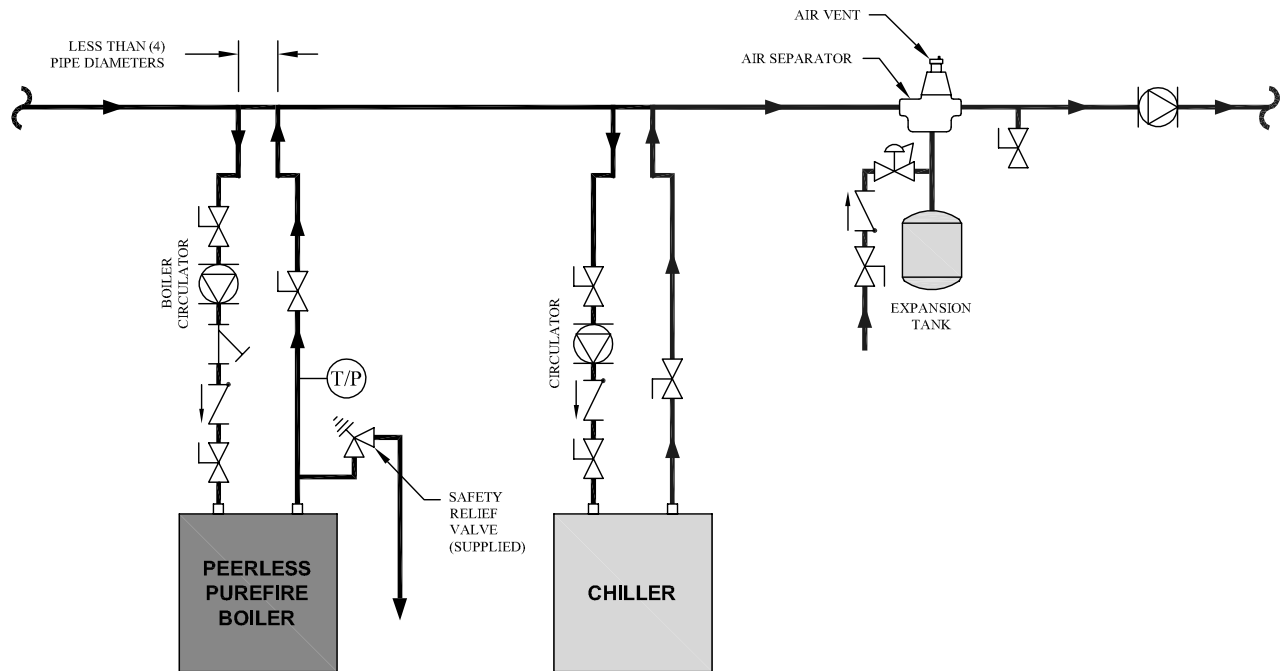 AIR VENT
LESS THAN (4)
PIPE DIAMETERS
AIR SEPARATOR
BOILER
CIRCULATOR
CIRCULATOR
EXPANSION
TANK
T/P
SAFETY
RELIEF
VALVE
(SUPPLIED)
PEERLESS
PUREFIRE
BOILER
CHILLER